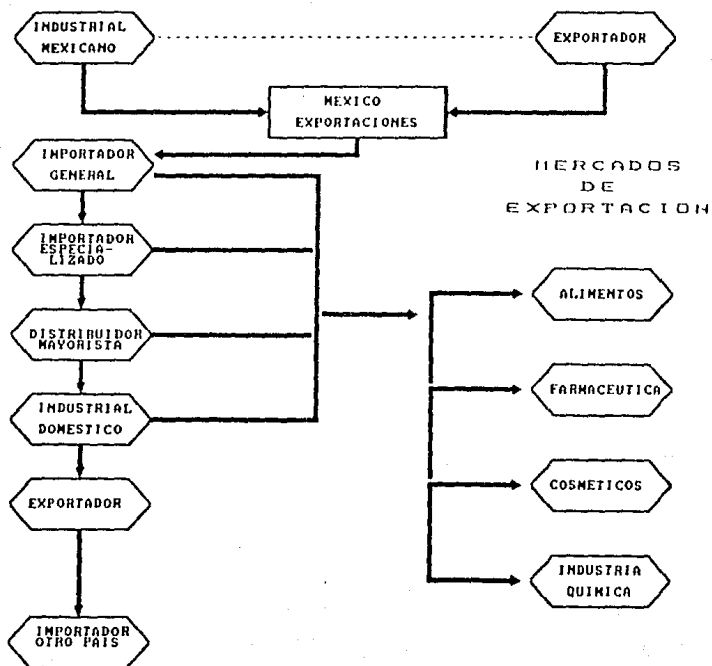 INDUSTRIAL
MEXICANO
EXPORTADOR
MEXICO
EXPORTACIONES
IMPORTADOR
GENERAL
MERCADOS
DE
EXPORTACION
IMPORTADOR
ESPECIA-
LIZADO
ALIMENTOS
DISTRIBUIDOR
MAYORISTA
FARMACEUTICA
INDUSTRIAL
DOMESTICO
EXPORTADOR
COSMETICOS
INDUSTRIA
QUIMICA
IMPORTADOR
OTRO PAIS